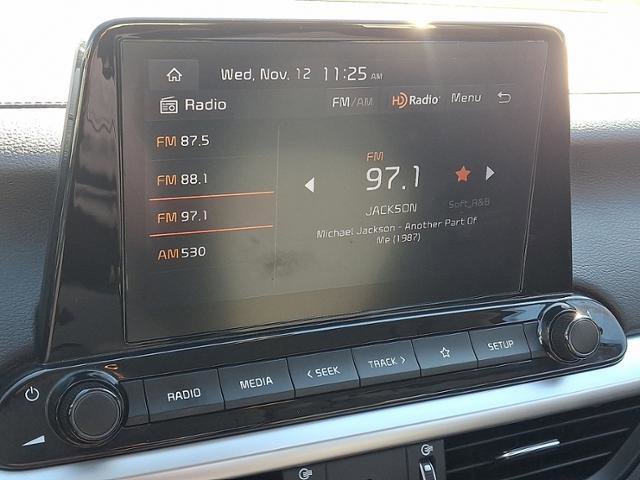 Wed, Nov. 12 11:25 AM
Radio FM/AM HD Radio Menu
FM 87.5
FM 88.1
FM 97.1
AM 530
FM
97.1
JACKSON
Soft_R&B
Michael Jackson - Another Part Of
Me (1987)
RADIO MEDIA < SEEK TRACK > SETUP